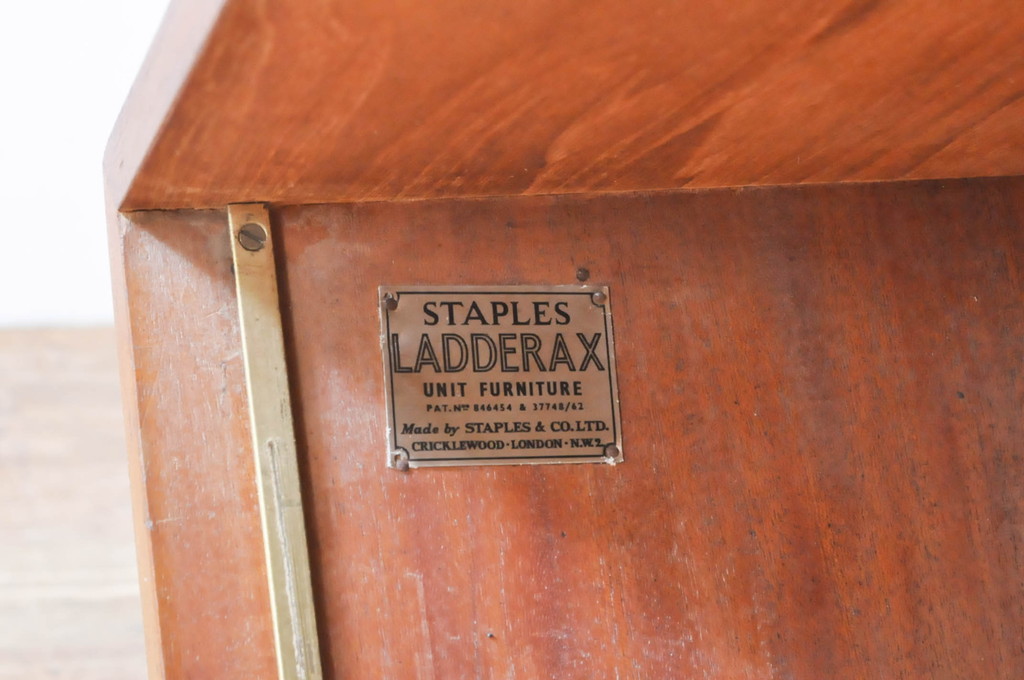 STAPLES
LADDERAX
UNIT FURNITURE
PAT. Nos 846454 & 37748/62
Made by STAPLES & CO. LTD.
CRICKLEWOOD · LONDON · N.W.2